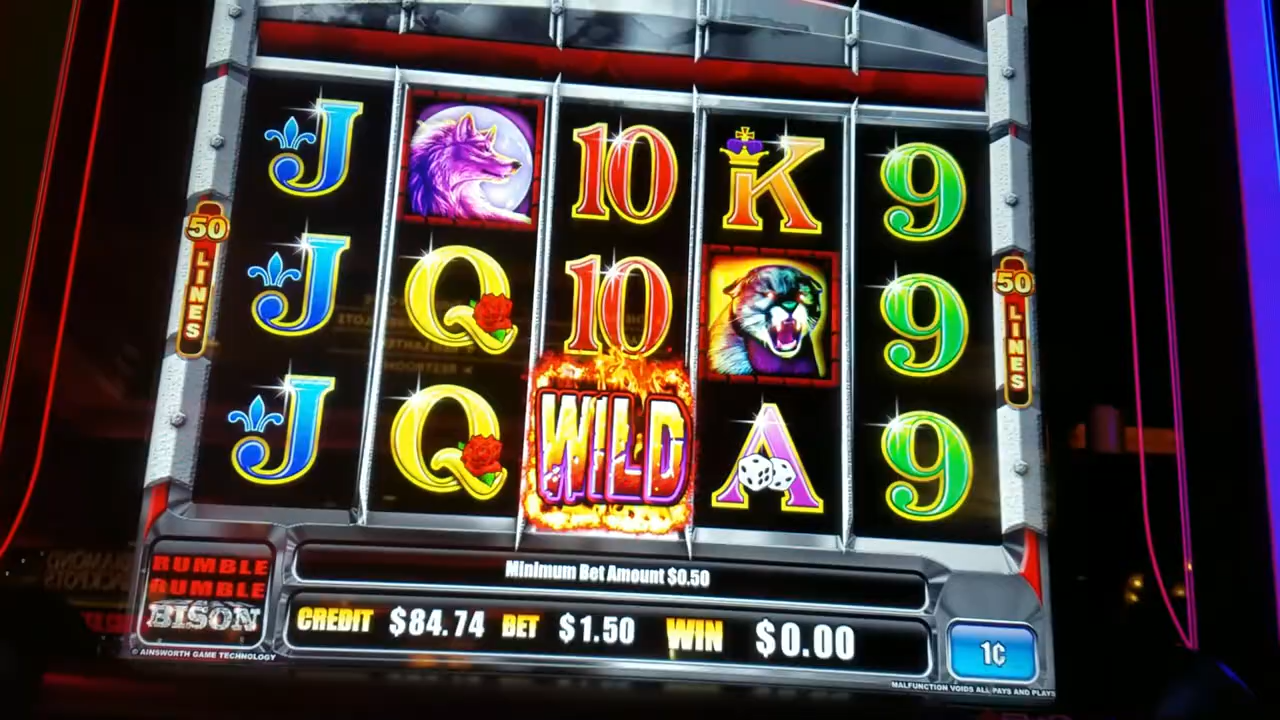 J 10 K 9
50 LINES
J Q 10 9
50 LINES
J Q WILD A 9
Minimum Bet Amount $0.50
RUMBLE
RUMBLE
BISON
CREDIT $84.74 BET $1.50 WIN $0.00
1¢
© AINSWORTH GAME TECHNOLOGY
MALFUNCTION VOIDS ALL PAYS AND PLAYS